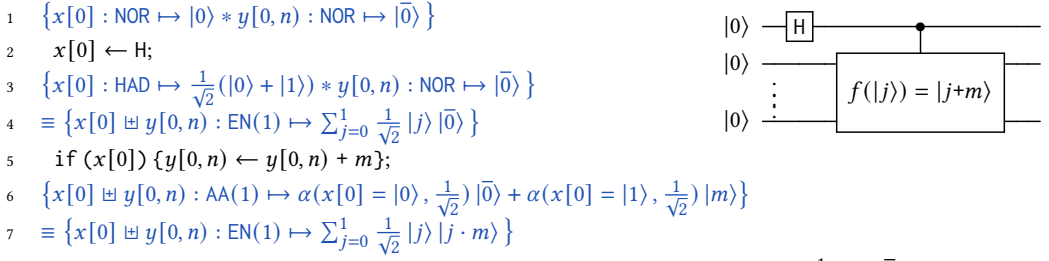 1 {x[0] : NOR ↦ |0⟩ ∗ y[0, n) : NOR ↦ |0̅⟩ }
2 x[0] ← H;
3 {x[0] : HAD ↦ 1/√2 (|0⟩ + |1⟩) ∗ y[0, n) : NOR ↦ |0̅⟩ }
4 ≡ {x[0] ⊎ y[0, n) : EN(1) ↦ ∑¹ⱼ₌₀ 1/√2 |j⟩ |0̅⟩ }
5 if (x[0]) {y[0, n) ← y[0, n) + m};
6 {x[0] ⊎ y[0, n) : AA(1) ↦ α(x[0] = |0⟩ , 1/√2) |0̅⟩ + α(x[0] = |1⟩ , 1/√2) |m⟩}
7 ≡ {x[0] ⊎ y[0, n) : EN(1) ↦ ∑¹ⱼ₌₀ 1/√2 |j⟩ |j · m⟩ }
|0⟩ H
|0⟩
f(|j⟩) = |j+m⟩
|0⟩